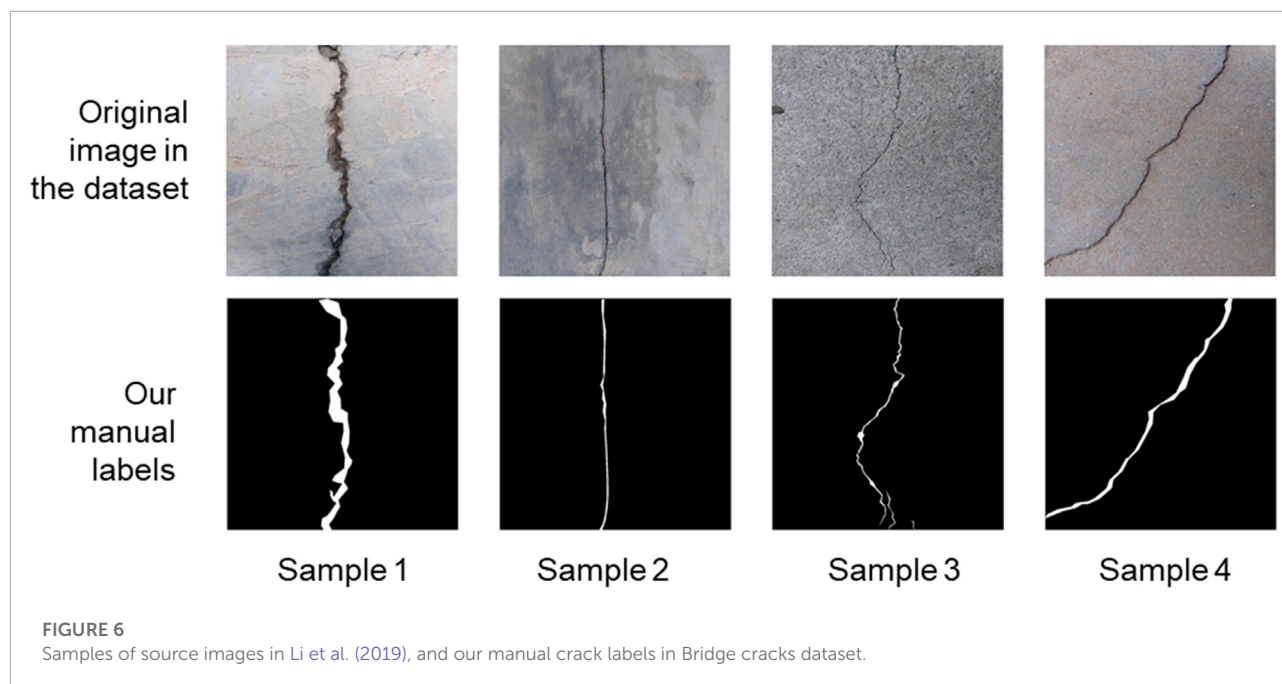 Original
image in
the dataset
Our
manual
labels
Sample 1
Sample 2
Sample 3
Sample 4
FIGURE 6
Samples of source images in Li et al. (2019), and our manual crack labels in Bridge cracks dataset.